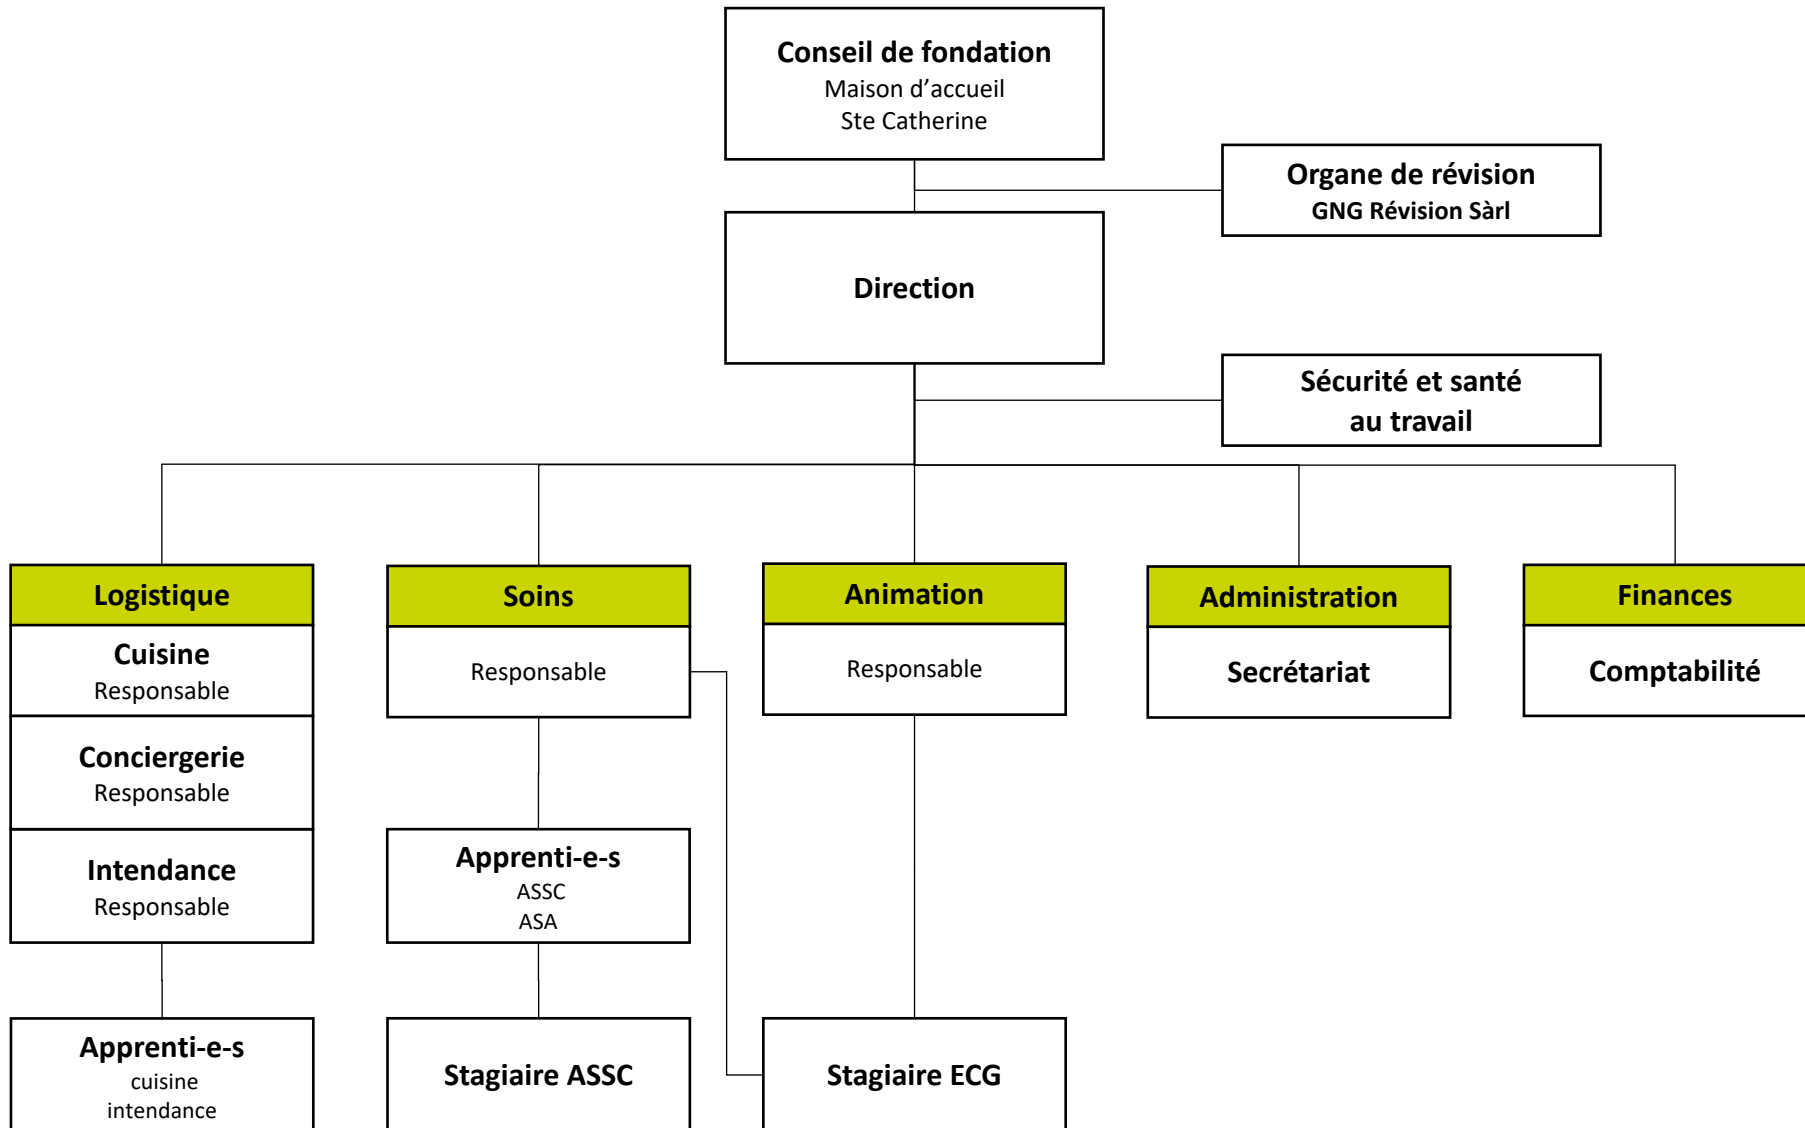 Conseil de fondation
Maison d’accueil
Ste Catherine
Organe de révision
GNG Révision Sàrl
Direction
Sécurité et santé
au travail
Logistique
Cuisine
Responsable
Conciergerie
Responsable
Intendance
Responsable
Apprenti-e-s
cuisine
intendance
Soins
Responsable
Apprenti-e-s
ASSC
ASA
Stagiaire ASSC
Animation
Responsable
Stagiaire ECG
Administration
Secrétariat
Finances
Comptabilité